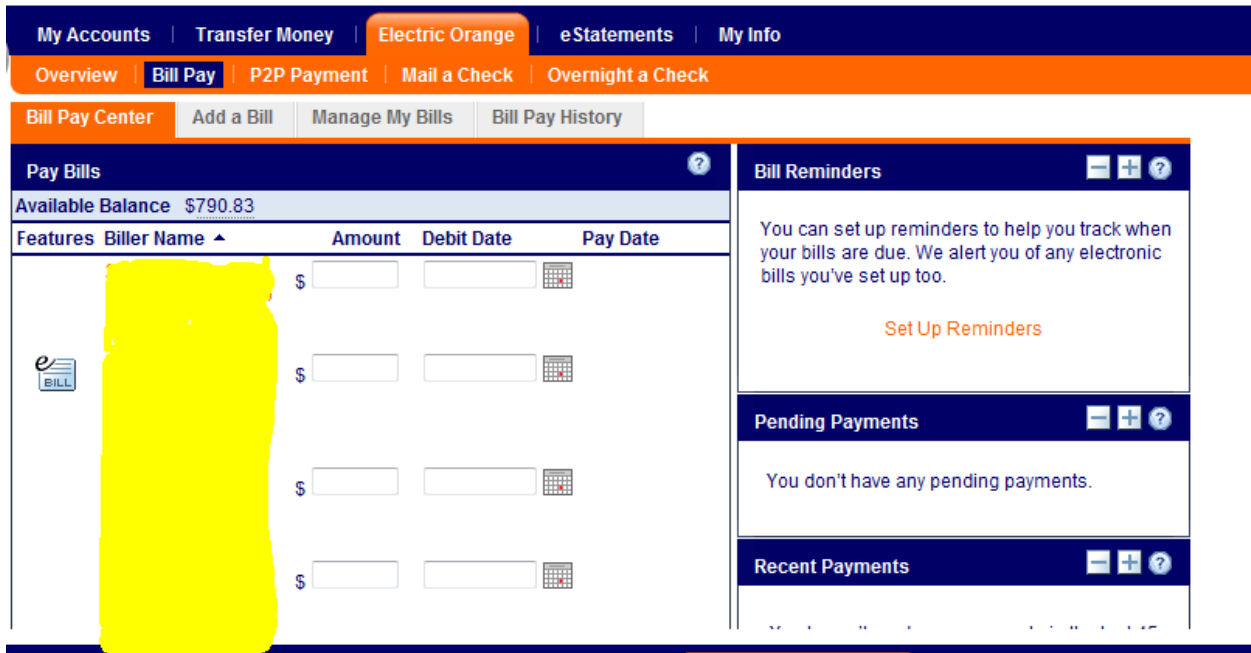 My Accounts | Transfer Money | Electric Orange | eStatements | My Info
Overview | Bill Pay | P2P Payment | Mail a Check | Overnight a Check
Bill Pay Center Add a Bill Manage My Bills Bill Pay History
Pay Bills ?
Available Balance $790.83
Features Biller Name ▲ Amount Debit Date Pay Date
$
e BILL $
$
$
Bill Reminders - + ?
You can set up reminders to help you track when
your bills are due. We alert you of any electronic
bills you've set up too.
Set Up Reminders
Pending Payments - + ?
You don't have any pending payments.
Recent Payments - + ?